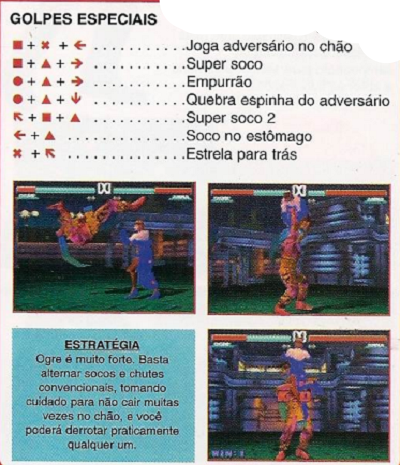 GOLPES ESPECIAIS
■ + ✖ + ← ........... Joga adversário no chão
■ + ▲ + → ........... Super soco
● + ▲ + → ........... Empurrão
● + ▲ + ↓ ........... Quebra espinha do adversário
↖ + ■ + ▲ ........... Super soco 2
← + ▲ ........... Soco no estômago
✖ + ↖ ........... Estrela para trás
ESTRATÉGIA
Ogre é muito forte. Basta
alternar socos e chutes
convencionais, tomando
cuidado para não cair muitas
vezes no chão, e você
poderá derrotar praticamente
qualquer um.
WIN:1